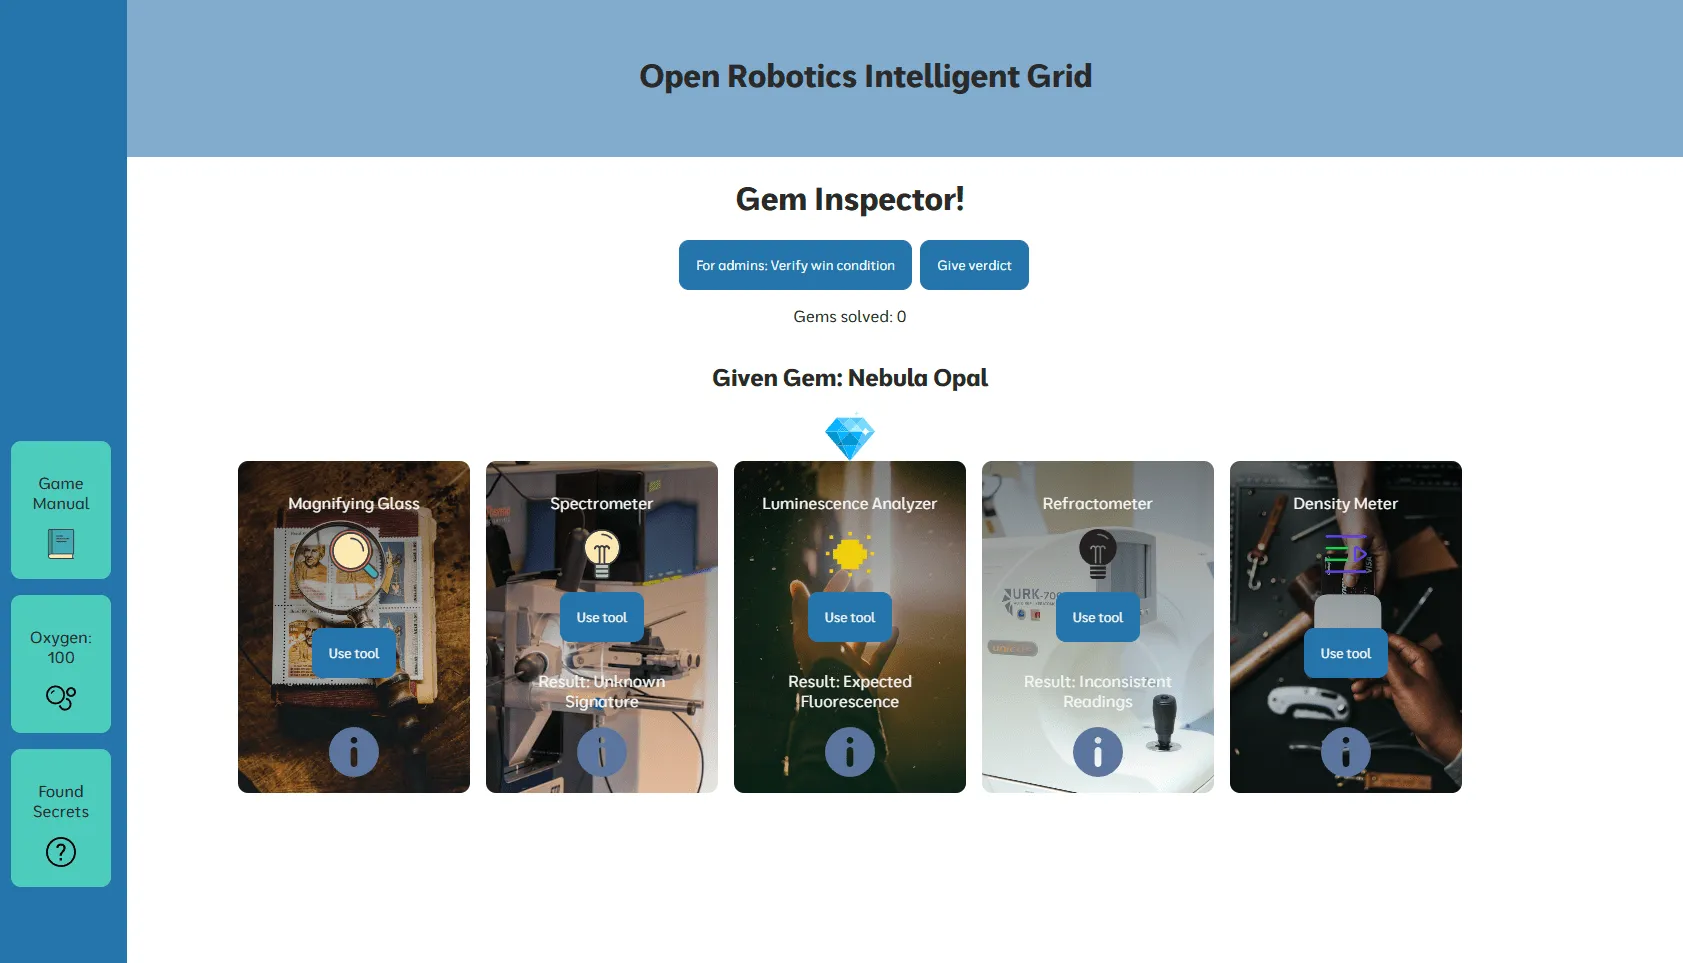 Open Robotics Intelligent Grid
Gem Inspector!
For admins: Verify win condition
Give verdict
Gems solved: 0
Given Gem: Nebula Opal
Game
Manual
Oxygen:
100
Found
Secrets
?
Magnifying Glass
Use tool
i
Spectrometer
Use tool
Result: Unknown
Signature
i
Luminescence Analyzer
Use tool
Result: Expected
Fluorescence
i
Refractometer
URK-70
Use tool
Result: Inconsistent
Readings
i
Density Meter
VISA
Use tool
i